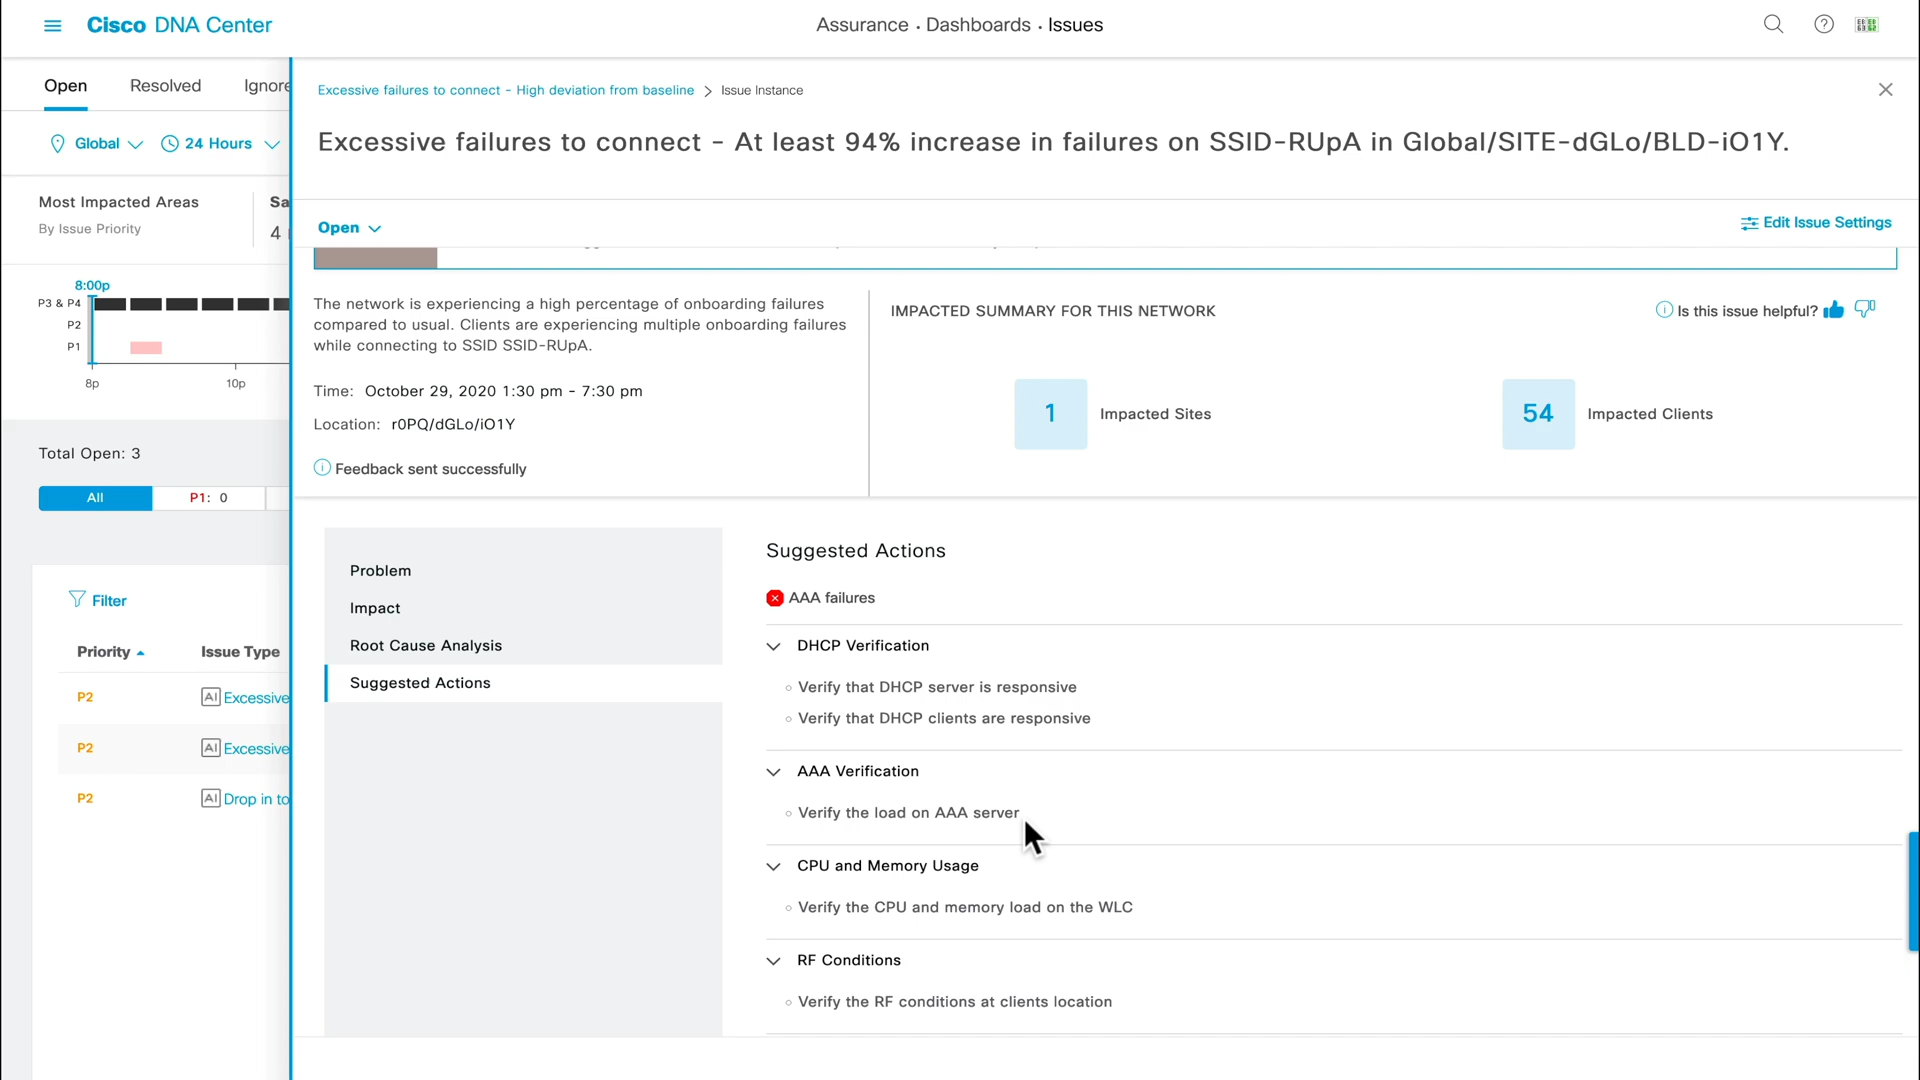 Cisco DNA Center
Assurance · Dashboards · Issues
Open Resolved Ignore
Global 24 Hours
Most Impacted Areas
By Issue Priority
Sa
4
8:00p
P3 & P4
P2
P1
8p 10p
Total Open: 3
All P1: 0
Filter
Priority Issue Type
P2 AI Excessive
P2 AI Excessive
P2 AI Drop in to
Excessive failures to connect - High deviation from baseline > Issue Instance
Excessive failures to connect - At least 94% increase in failures on SSID-RUpA in Global/SITE-dGLo/BLD-iO1Y.
Open
Edit Issue Settings
The network is experiencing a high percentage of onboarding failures
compared to usual. Clients are experiencing multiple onboarding failures
while connecting to SSID SSID-RUpA.
Time: October 29, 2020 1:30 pm - 7:30 pm
Location: r0PQ/dGLo/iO1Y
Feedback sent successfully
IMPACTED SUMMARY FOR THIS NETWORK
Is this issue helpful?
1 Impacted Sites
54 Impacted Clients
Problem
Impact
Root Cause Analysis
Suggested Actions
Suggested Actions
AAA failures
DHCP Verification
Verify that DHCP server is responsive
Verify that DHCP clients are responsive
AAA Verification
Verify the load on AAA server
CPU and Memory Usage
Verify the CPU and memory load on the WLC
RF Conditions
Verify the RF conditions at clients location